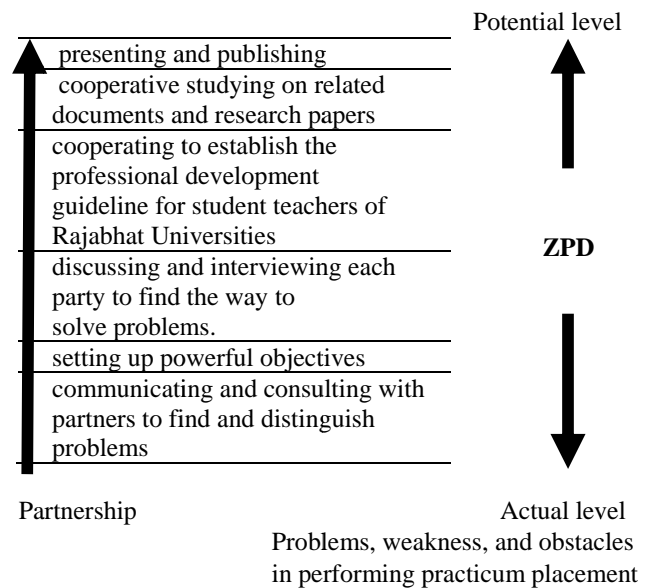 Potential level
presenting and publishing
cooperative studying on related
documents and research papers
cooperating to establish the
professional development
guideline for student teachers of
Rajabhat Universities
ZPD
discussing and interviewing each
party to find the way to
solve problems.
setting up powerful objectives
communicating and consulting with
partners to find and distinguish
problems
Partnership
Actual level
Problems, weakness, and obstacles
in performing practicum placement